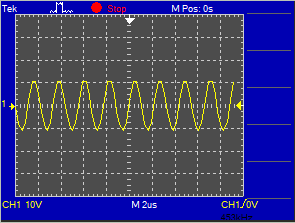 Tek Stop M Pos: 0s
1
CH1 10V M 2us CH1/0V